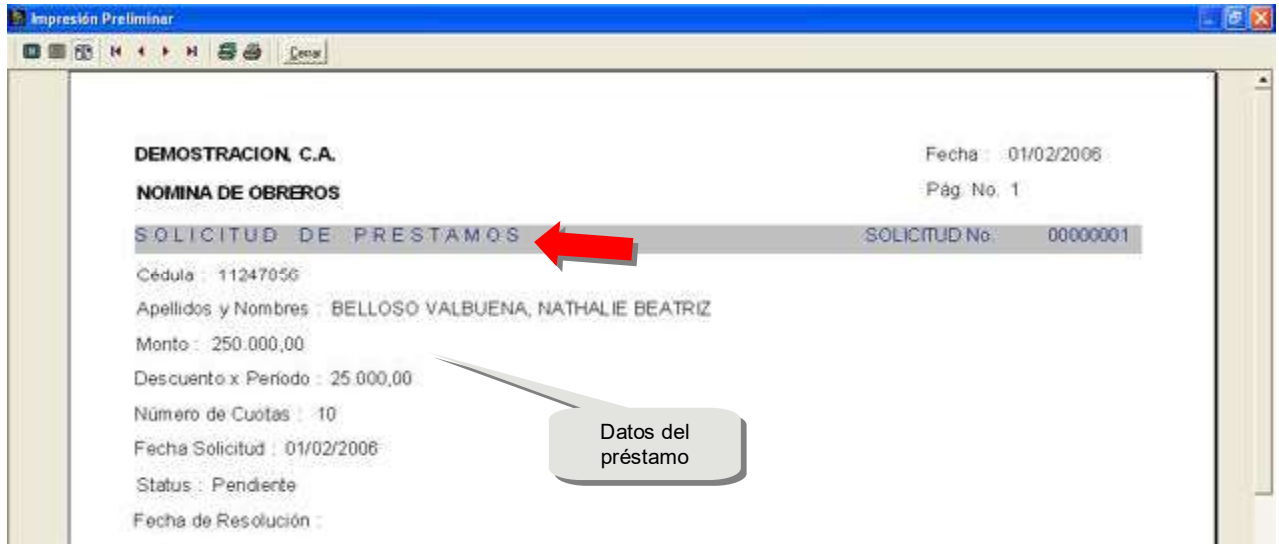 Impresión Preliminar
Cerrar
DEMOSTRACION, C.A. Fecha : 01/02/2006
NOMINA DE OBREROS Pág. No. 1
SOLICITUD DE PRESTAMOS SOLICITUD No. 00000001
Cédula : 11247056
Apellidos y Nombres : BELLOSO VALBUENA, NATHALIE BEATRIZ
Monto : 250.000,00
Descuento x Período : 25.000,00
Número de Cuotas : 10
Fecha Solicitud : 01/02/2006
Status : Pendiente
Fecha de Resolución :
Datos del
préstamo